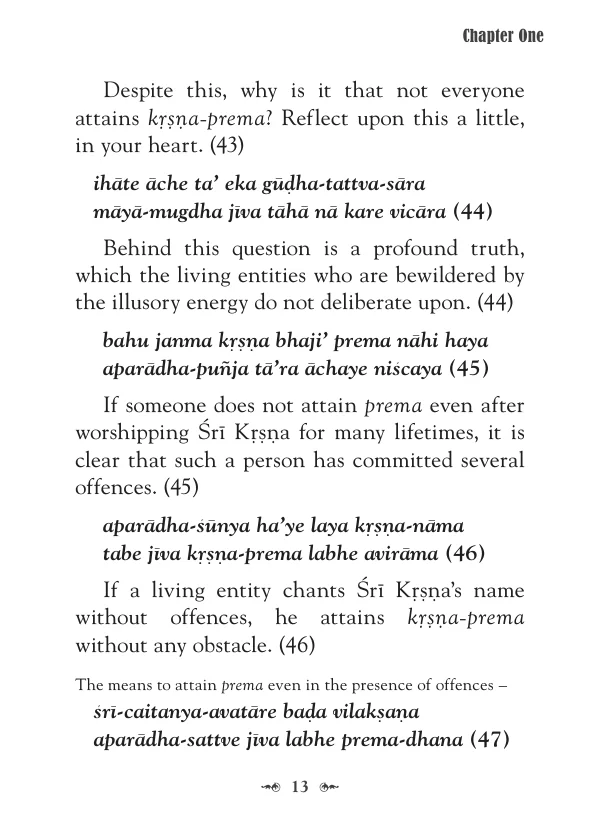 Chapter One
Despite this, why is it that not everyone
attains kṛṣṇa-prema? Reflect upon this a little,
in your heart. (43)
ihāte āche ta’ eka gūḍha-tattva-sāra
māyā-mugdha jīva tāhā nā kare vicāra (44)
Behind this question is a profound truth,
which the living entities who are bewildered by
the illusory energy do not deliberate upon. (44)
bahu janma kṛṣṇa bhaji’ prema nāhi haya
aparādha-puñja tā’ra āchaye niścaya (45)
If someone does not attain prema even after
worshipping Śrī Kṛṣṇa for many lifetimes, it is
clear that such a person has committed several
offences. (45)
aparādha-śūnya ha’ye laya kṛṣṇa-nāma
tabe jīva kṛṣṇa-prema labhe avirāma (46)
If a living entity chants Śrī Kṛṣṇa’s name
without offences, he attains kṛṣṇa-prema
without any obstacle. (46)
The means to attain prema even in the presence of offences –
śrī-caitanya-avatāre baḍa vilakṣaṇa
aparādha-sattve jīva labhe prema-dhana (47)
13